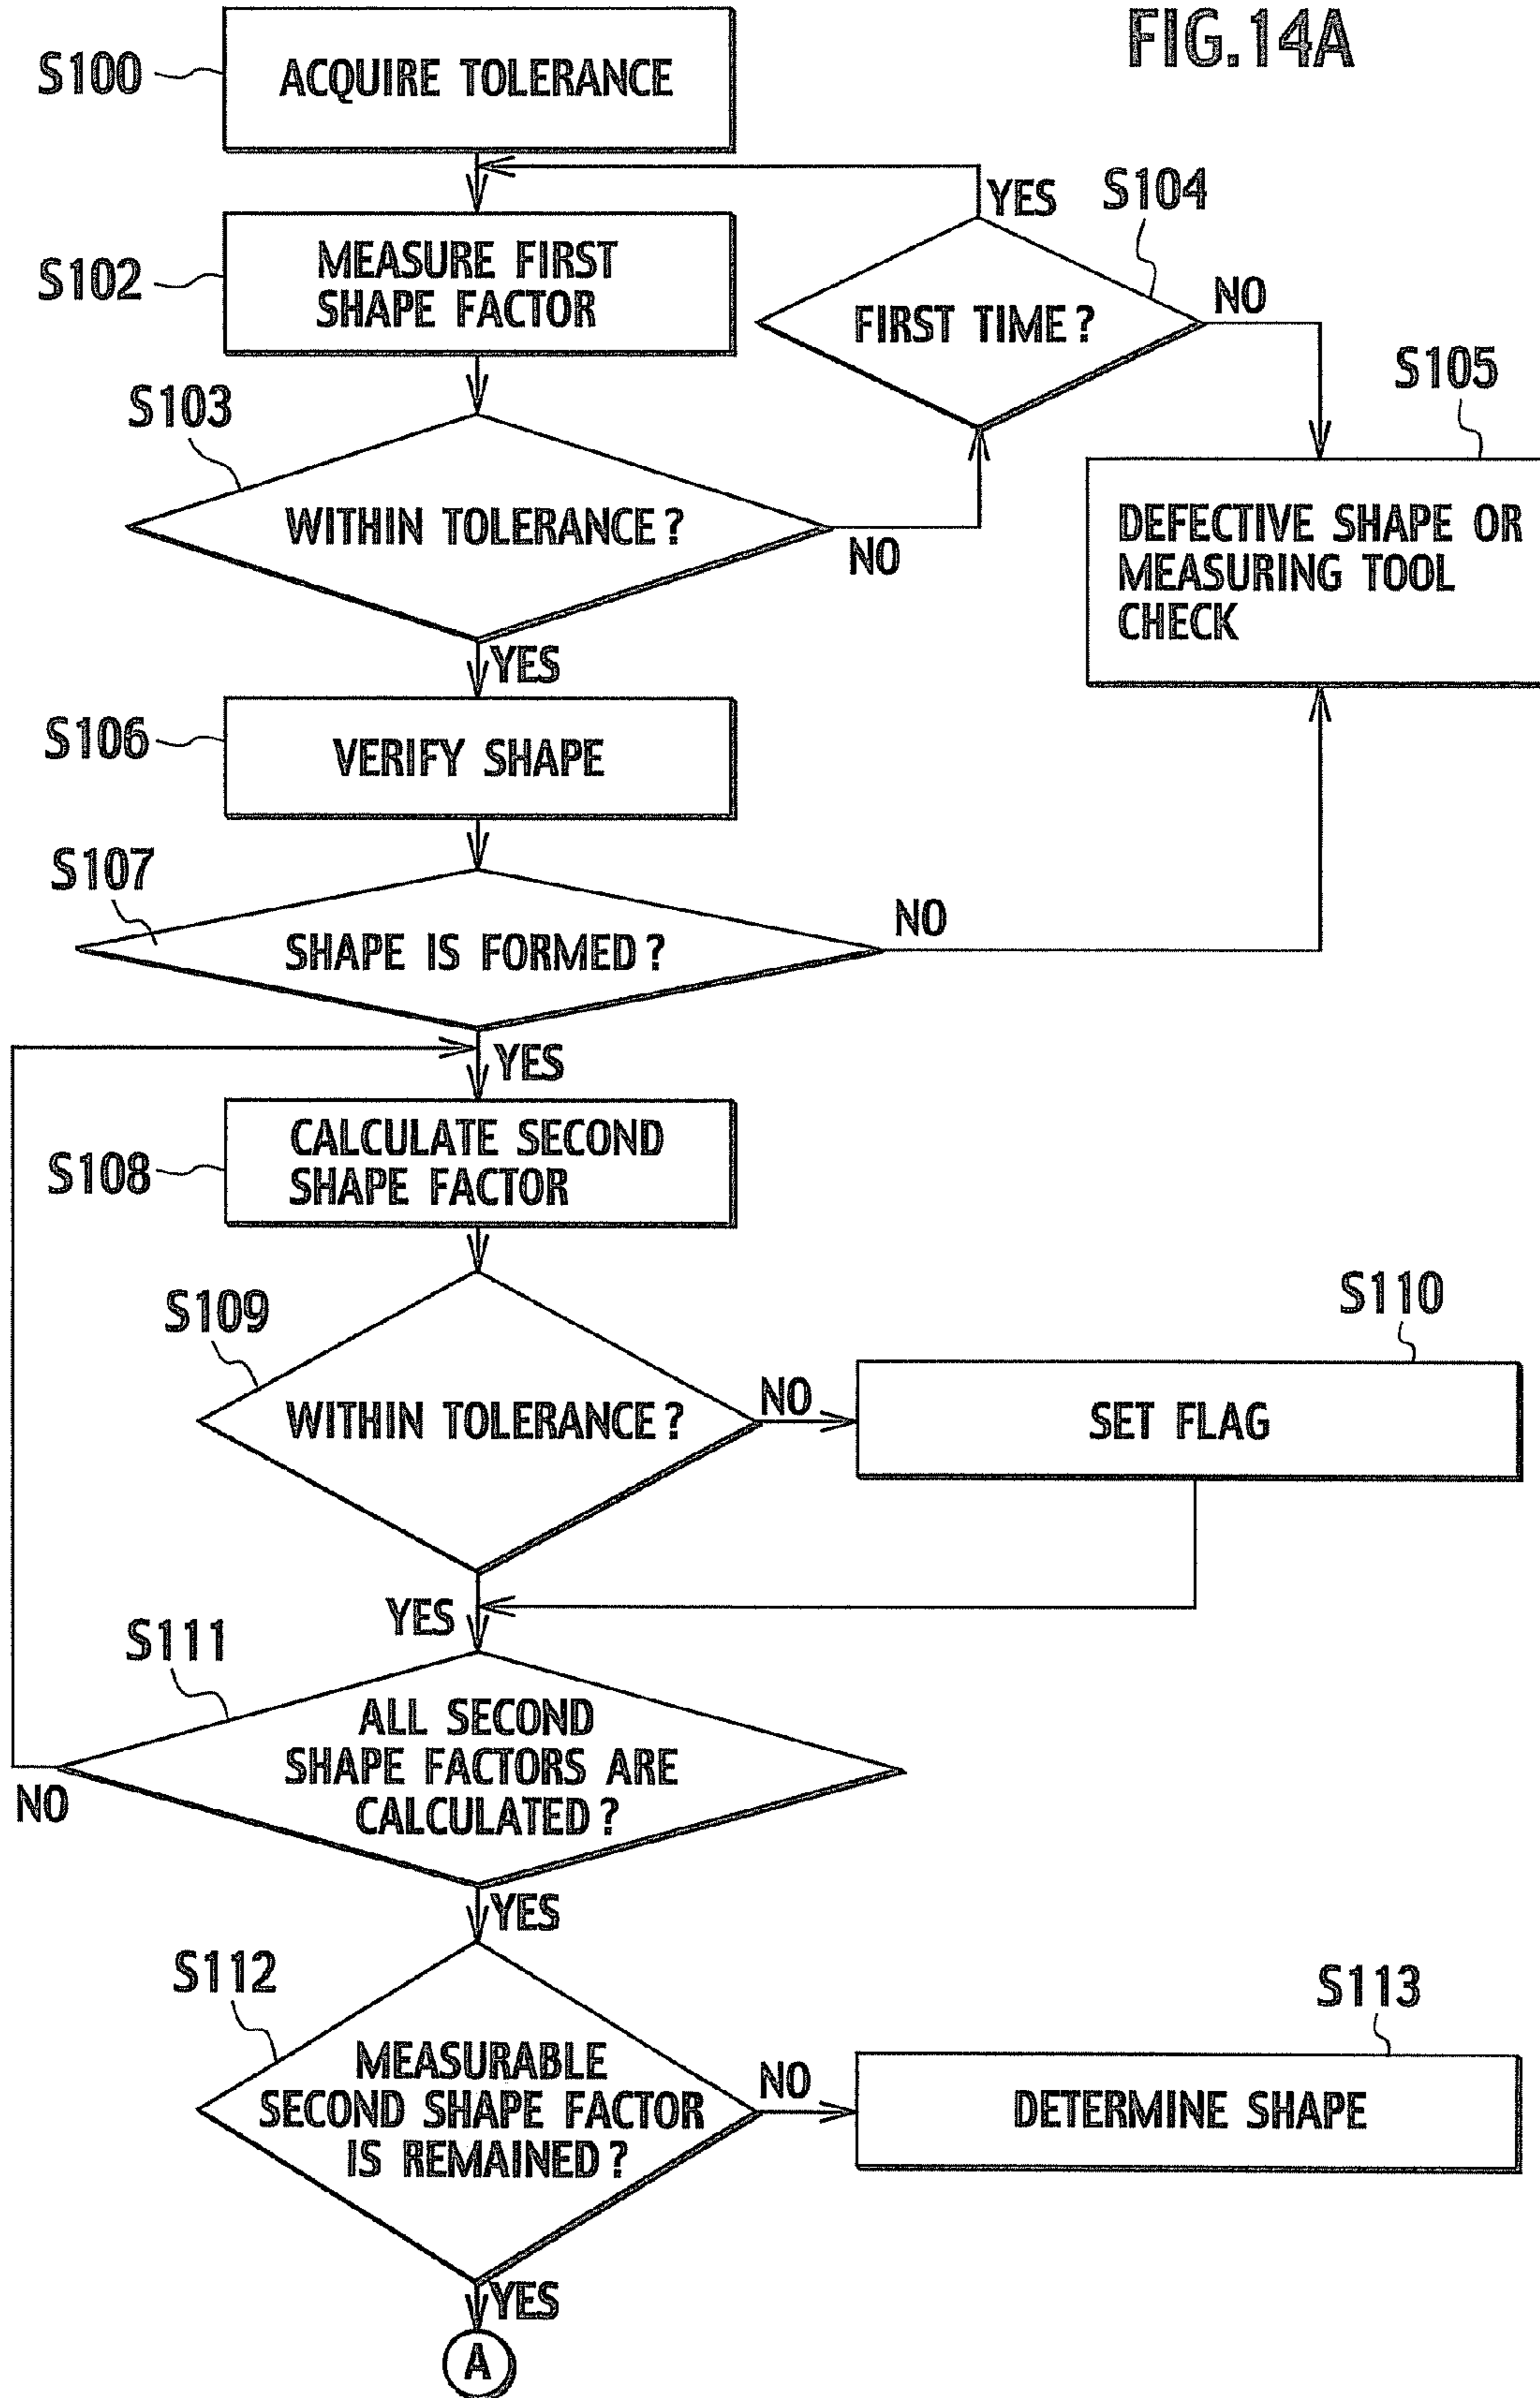 FIG.14A
S100
ACQUIRE TOLERANCE
YES
S104
S102
MEASURE FIRST
SHAPE FACTOR
FIRST TIME?
NO
S105
S103
WITHIN TOLERANCE?
NO
DEFECTIVE SHAPE OR
MEASURING TOOL
CHECK
YES
S106
VERIFY SHAPE
S107
SHAPE IS FORMED?
NO
YES
S108
CALCULATE SECOND
SHAPE FACTOR
S109
WITHIN TOLERANCE?
NO
S110
SET FLAG
YES
S111
ALL SECOND
SHAPE FACTORS ARE
CALCULATED?
NO
YES
S112
MEASURABLE
SECOND SHAPE FACTOR
IS REMAINED?
NO
S113
DETERMINE SHAPE
YES
A